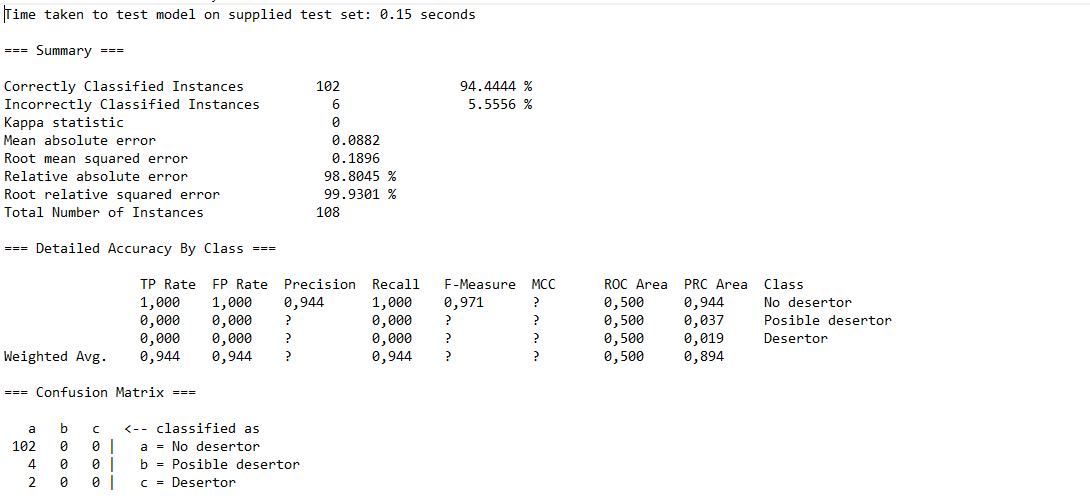 Time taken to test model on supplied test set: 0.15 seconds
=== Summary ===
Correctly Classified Instances 102 94.4444 %
Incorrectly Classified Instances 6 5.5556 %
Kappa statistic 0
Mean absolute error 0.0882
Root mean squared error 0.1896
Relative absolute error 98.8045 %
Root relative squared error 99.9301 %
Total Number of Instances 108
=== Detailed Accuracy By Class ===
TP Rate FP Rate Precision Recall F-Measure MCC ROC Area PRC Area Class
1,000 1,000 0,944 1,000 0,971 ? 0,500 0,944 No desertor
0,000 0,000 ? 0,000 ? ? 0,500 0,037 Posible desertor
0,000 0,000 ? 0,000 ? ? 0,500 0,019 Desertor
Weighted Avg. 0,944 0,944 ? 0,944 ? ? 0,500 0,894
=== Confusion Matrix ===
a b c <-- classified as
102 0 0 | a = No desertor
4 0 0 | b = Posible desertor
2 0 0 | c = Desertor